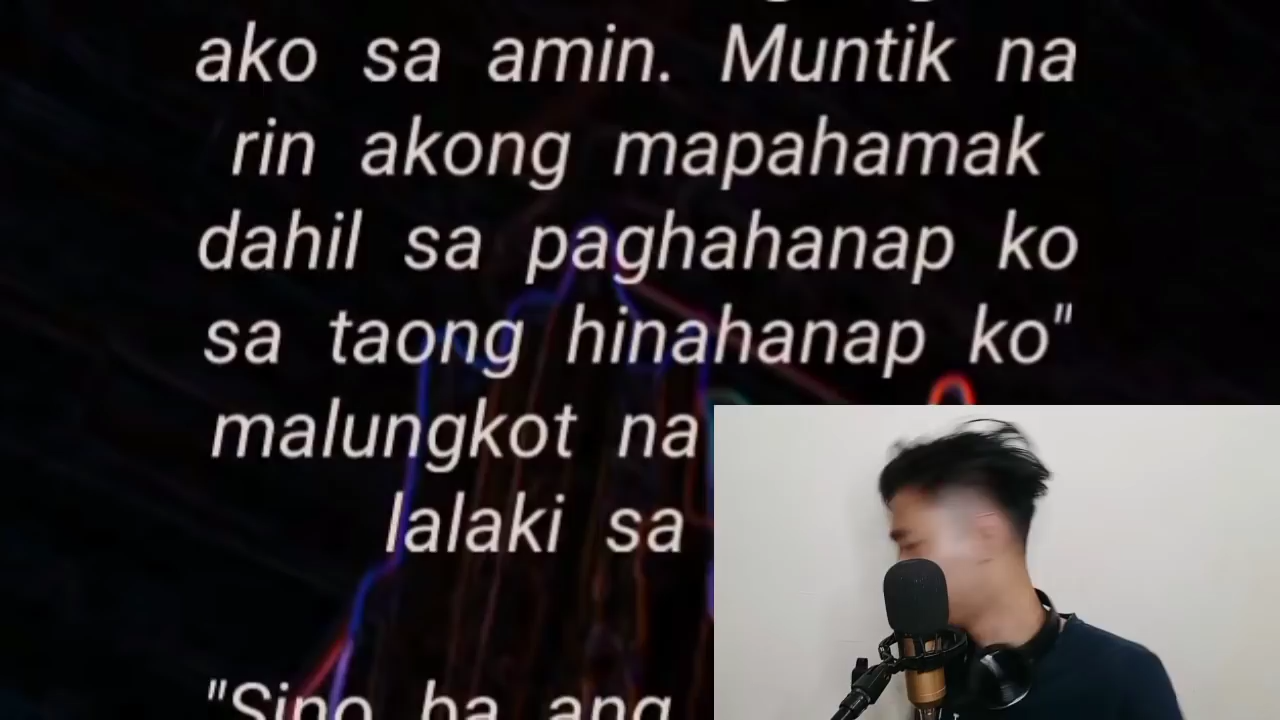 ako sa amin. Muntik na
rin akong mapahamak
dahil sa paghahanap ko
sa taong hinahanap ko"
malungkot na
lalaki sa
"Sino ba ang